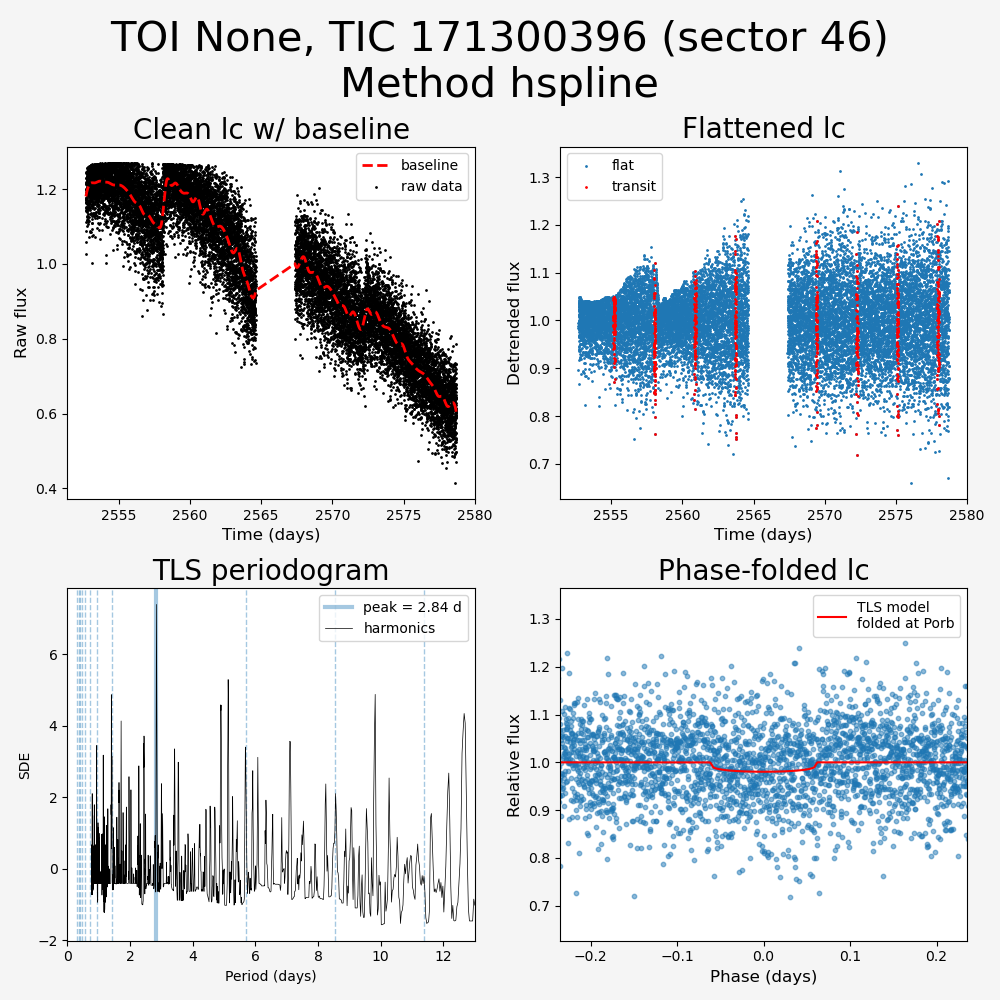 TOI None, TIC 171300396 (sector 46)
Method hspline
Clean lc w/ baseline
Raw flux
1.2
1.0
0.8
0.6
0.4
baseline
raw data
2555
2560
2565
2570
2575
2580
Time (days)
Flattened lc
Detrended flux
1.3
1.2
1.1
1.0
0.9
0.8
0.7
flat
transit
2555
2560
2565
2570
2575
2580
Time (days)
TLS periodogram
SDE
6
4
2
0
−2
peak = 2.84 d
harmonics
0
2
4
6
8
10
12
Period (days)
Phase-folded lc
Relative flux
1.3
1.2
1.1
1.0
0.9
0.8
0.7
TLS model
folded at Porb
−0.2
−0.1
0.0
0.1
0.2
Phase (days)